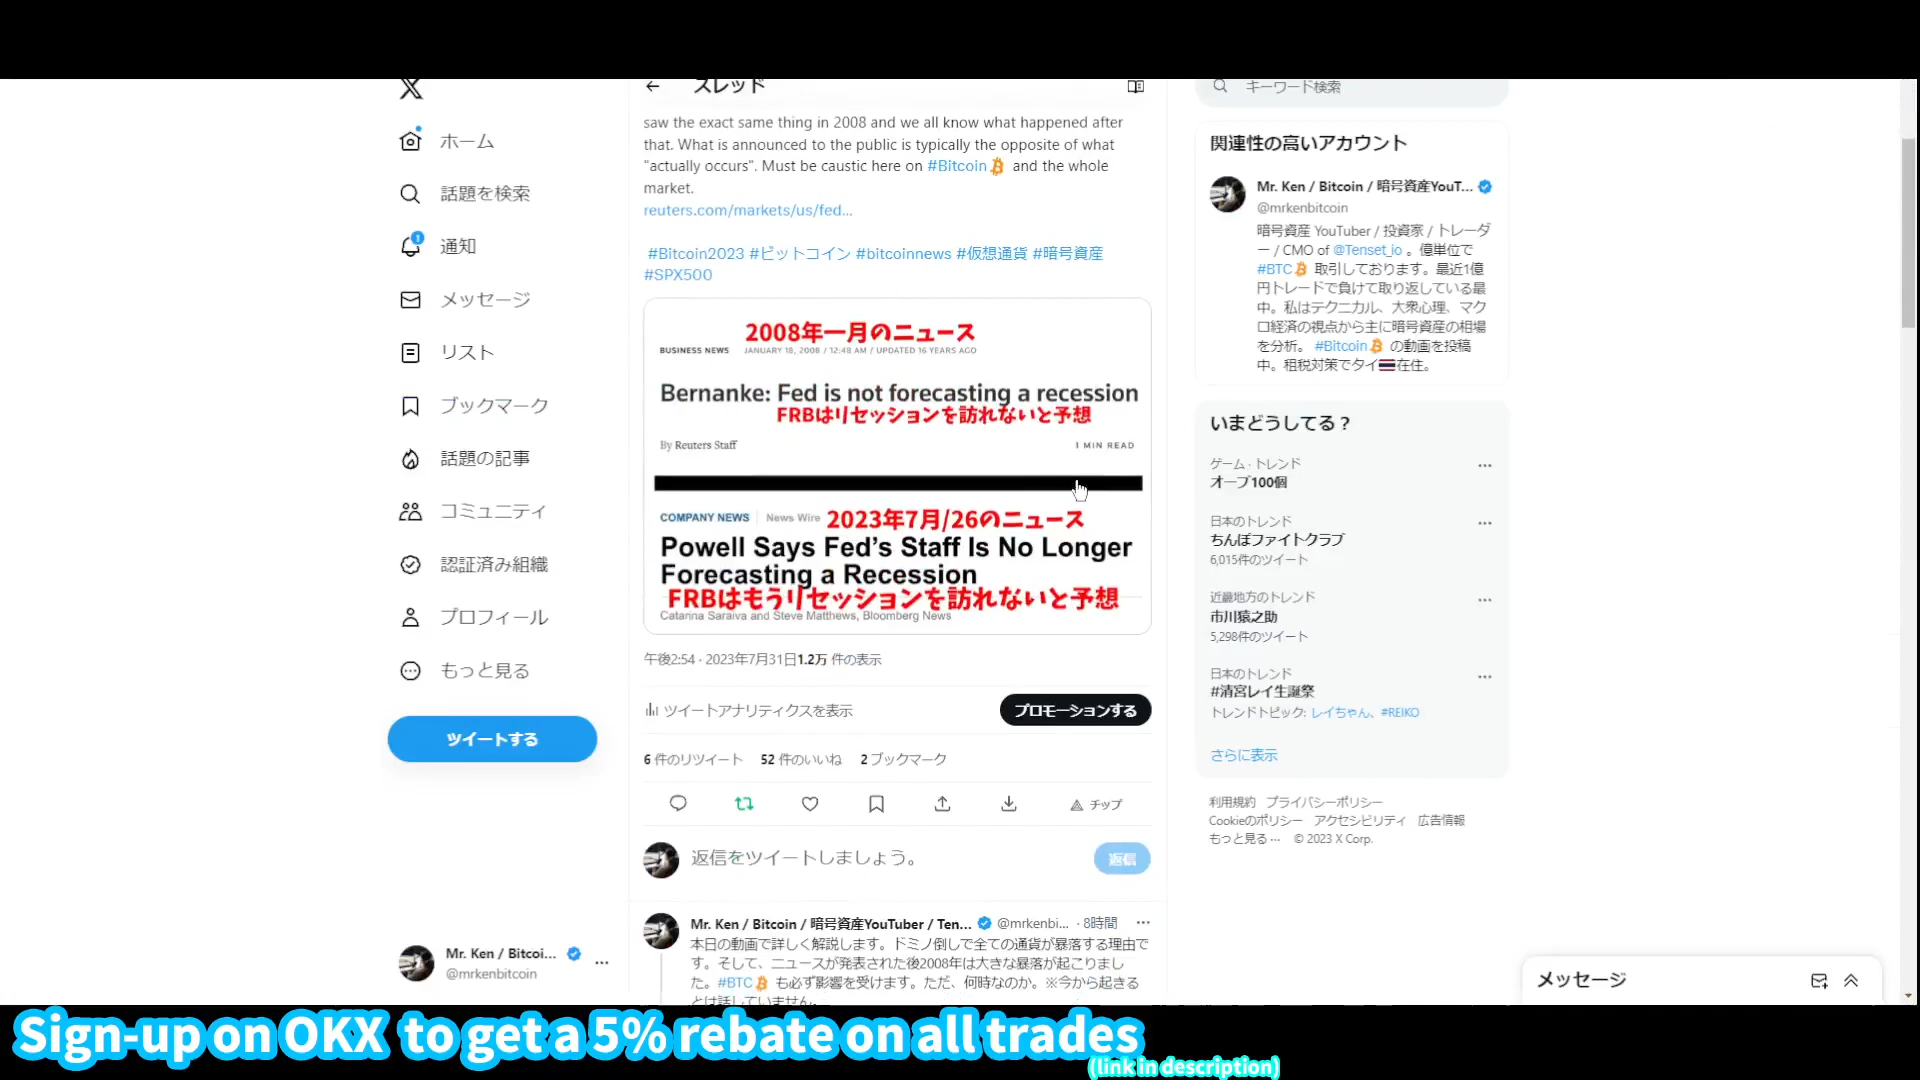 ホーム
話題を検索
1
通知
メッセージ
リスト
ブックマーク
話題の記事
コミュニティ
認証済み組織
プロフィール
もっと見る
ツイートする
Mr. Ken / Bitcoi...
@mrkenbitcoin
スレッド
saw the exact same thing in 2008 and we all know what happened after
that. What is announced to the public is typically the opposite of what
"actually occurs". Must be caustic here on #Bitcoin and the whole
market.
reuters.com/markets/us/fed...
#Bitcoin2023 #ビットコイン #bitcoinnews #仮想通貨 #暗号資産
#SPX500
2008年一月のニュース
BUSINESS NEWS JANUARY 18, 2008 / 12:48 AM / UPDATED 16 YEARS AGO
Bernanke: Fed is not forecasting a recession
FRBはリセッションを訪れないと予想
By Reuters Staff 1 MIN READ
COMPANY NEWS News Wire 2023年7月/26のニュース
Powell Says Fed's Staff Is No Longer
Forecasting a Recession
FRBはもうリセッションを訪れないと予想
Catarina Saraiva and Steve Matthews, Bloomberg News
午後2:54 · 2023年7月31日1.2万 件の表示
ツイートアナリティクスを表示 プロモーションする
6 件のリツイート 52 件のいいね 2 ブックマーク
チップ
返信をツイートしましょう。 返信
Mr. Ken / Bitcoin / 暗号資産YouTuber / Ten... @mrkenbi... · 8時間
本日の動画で詳しく解説します。ドミノ倒しで全ての通貨が暴落する理由で
す。そして、ニュースが発表された後2008年は大きな暴落が起こりまし
た。#BTC も必ず影響を受けます。ただ、何時なのか。※今から起きる
とは話していません。
キーワード検索
関連性の高いアカウント
Mr. Ken / Bitcoin / 暗号資産YouT...
@mrkenbitcoin
暗号資産 YouTuber / 投資家 / トレーダ
ー / CMO of @Tenset_io 。億単位で
#BTC 取引しております。最近1億
円トレードで負けて取り返している最
中。私はテクニカル、大衆心理、マク
ロ経済の視点から主に暗号資産の相場
を分析。 #Bitcoin の動画を投稿
中。租税対策でタイ在住。
いまどうしてる？
ゲーム · トレンド
オーブ100個
日本のトレンド
ちんぽファイトクラブ
6,015件のツイート
近畿地方のトレンド
市川猿之助
5,298件のツイート
日本のトレンド
#清宮レイ生誕祭
トレンドトピック: レイちゃん、#REIKO
さらに表示
利用規約 プライバシーポリシー
Cookieのポリシー アクセシビリティ 広告情報
もっと見る ... © 2023 X Corp.
メッセージ
Sign-up on OKX to get a 5% rebate on all trades
(link in description)